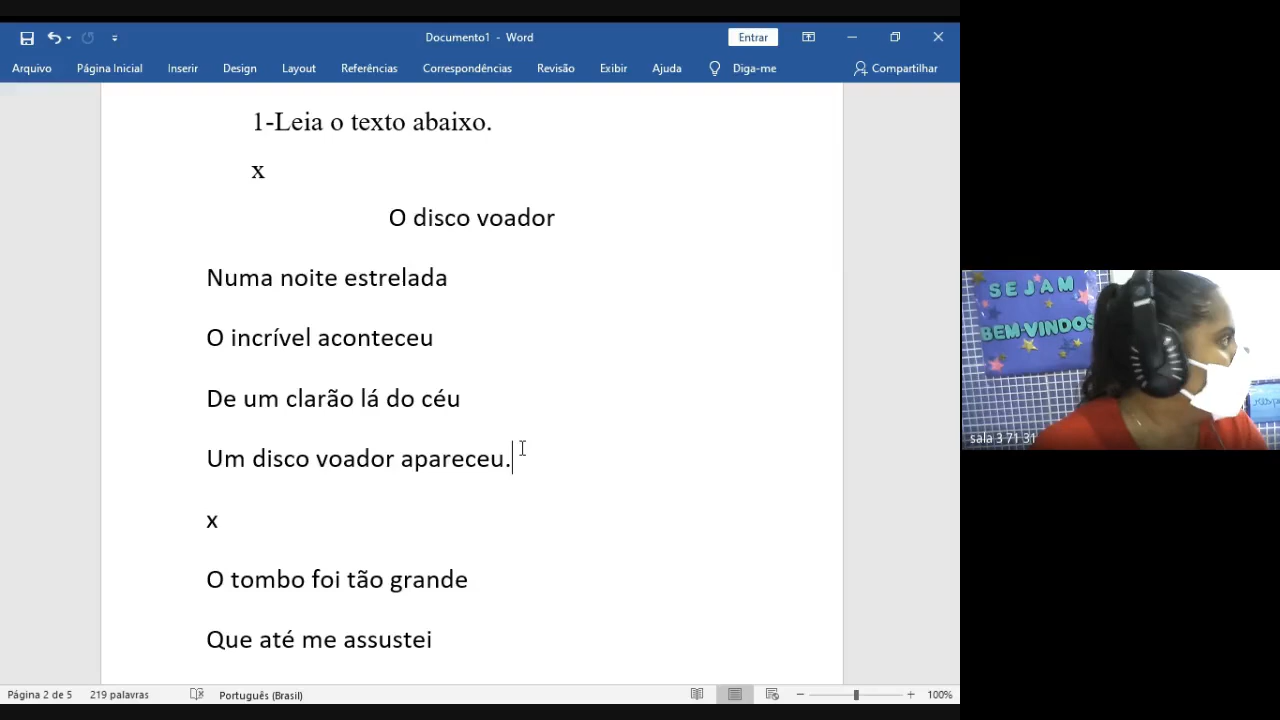 Documento1 - Word
Entrar
Arquivo Página Inicial Inserir Design Layout Referências Correspondências Revisão Exibir Ajuda Diga-me Compartilhar
1-Leia o texto abaixo.
x
O disco voador
Numa noite estrelada
O incrível aconteceu
De um clarão lá do céu
Um disco voador apareceu.
x
O tombo foi tão grande
Que até me assustei
SEJAM
BEM-VINDOS
sala 3 71 31
Página 2 de 5 219 palavras Português (Brasil) 100%